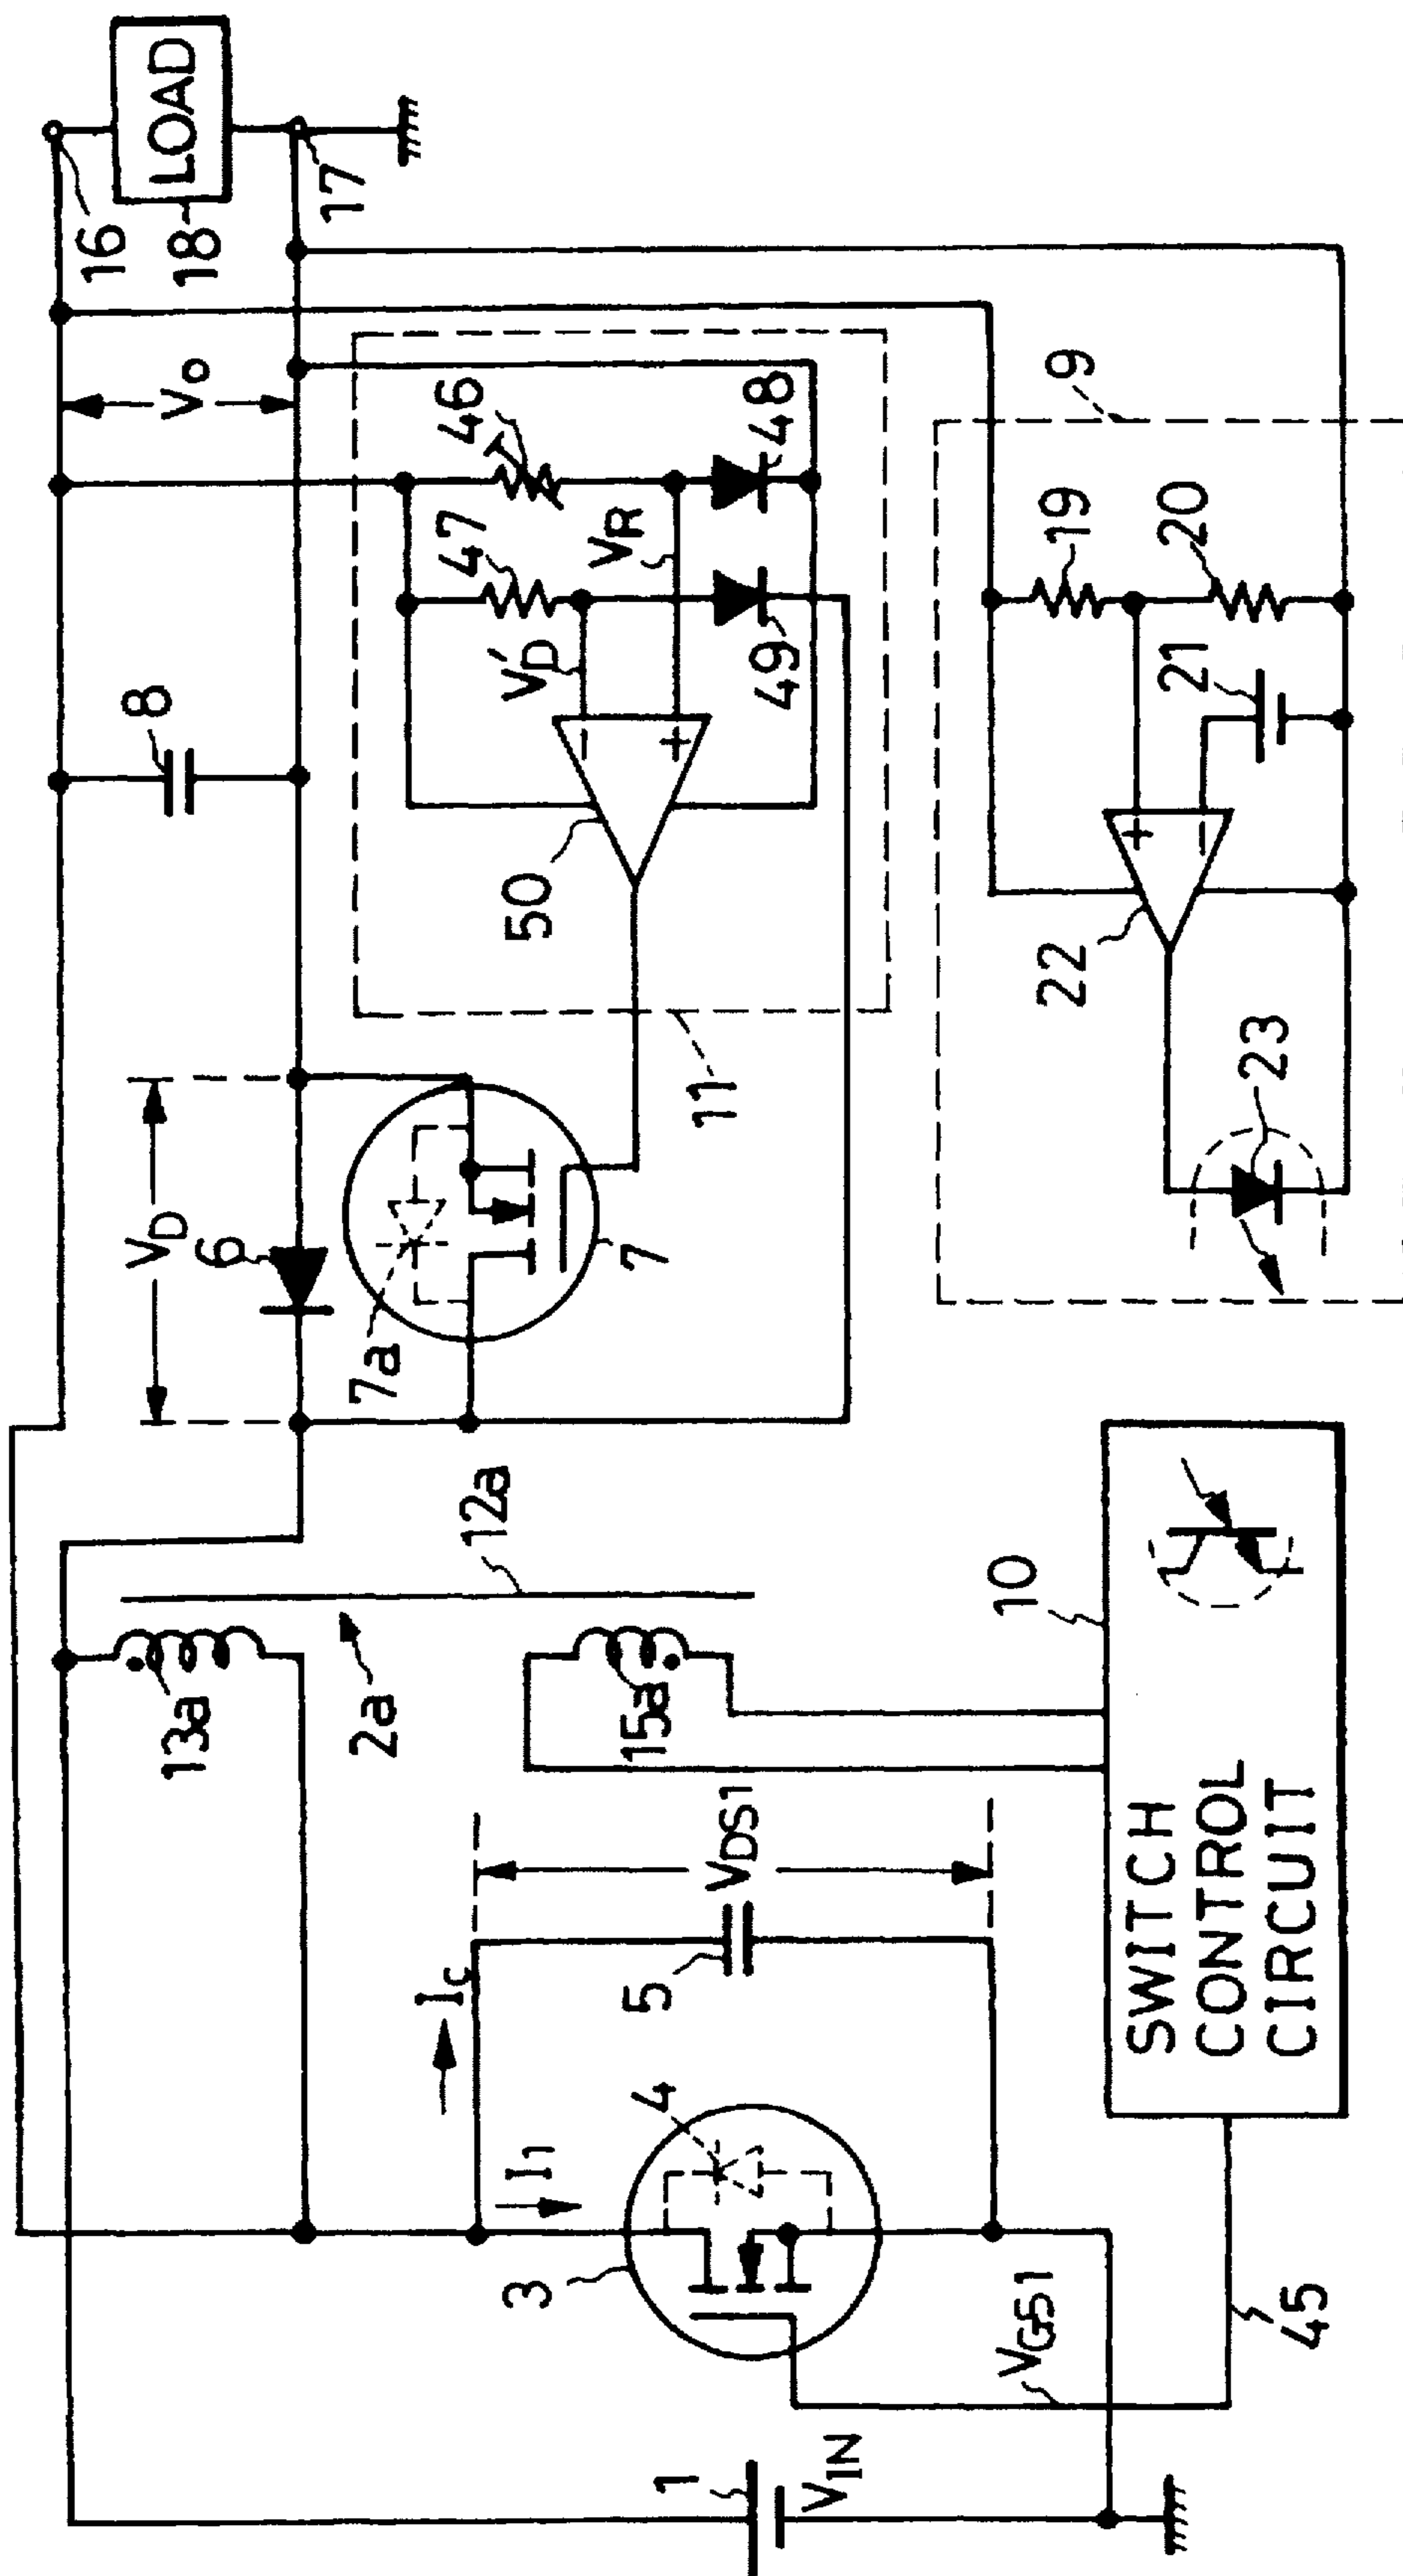 1
VIN
VGS1
45
3
4
I1
Ic
5
VDS1
SWITCH
CONTROL
CIRCUIT
10
13a
2a
15a
12a
VD
6
7a
7
11
8
50
V'D
VR
47
46
49
48
Vo
16
18
LOAD
17
9
19
20
21
22
23